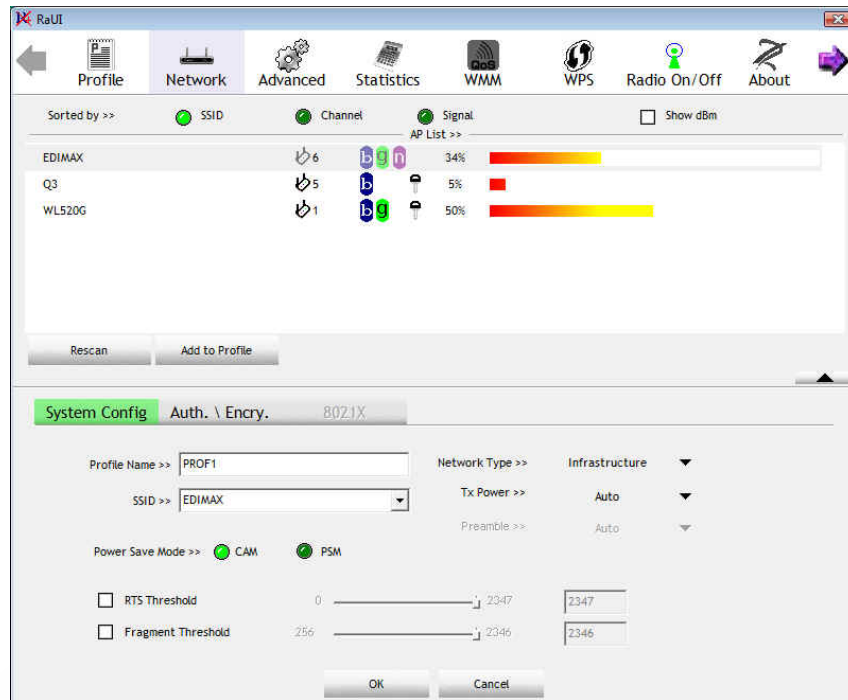 RaUI
Profile Network Advanced Statistics QoS WMM WPS Radio On/Off About
Sorted by >> SSID Channel Signal Show dBm
AP List >>
EDIMAX 6 b g n 34%
Q3 5 b 5%
WL520G 1 b g 50%
Rescan Add to Profile
System Config Auth. \ Encry. 802.1X
Profile Name >> PROF1 Network Type >> Infrastructure
SSID >> EDIMAX Tx Power >> Auto
Preamble >> Auto
Power Save Mode >> CAM PSM
RTS Threshold 0 2347 2347
Fragment Threshold 256 2346 2346
OK Cancel